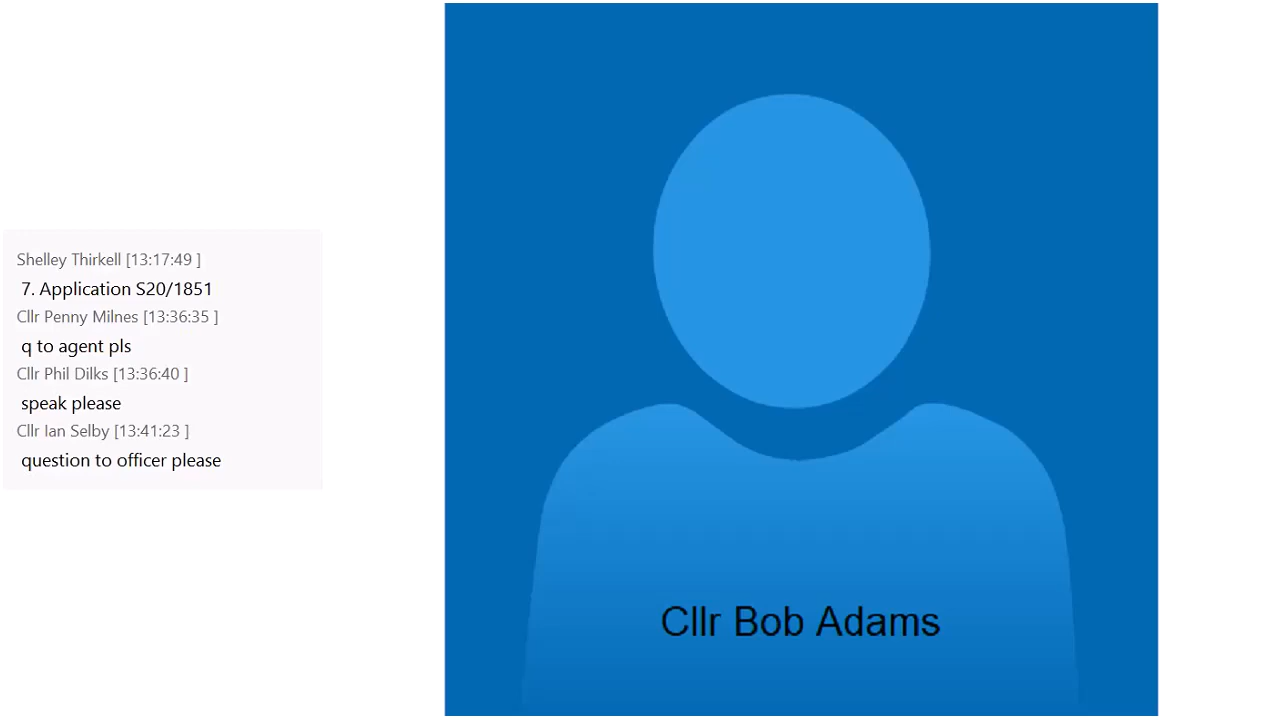 Shelley Thirkell [13:17:49 ]
7. Application S20/1851
Cllr Penny Milnes [13:36:35 ]
q to agent pls
Cllr Phil Dilks [13:36:40 ]
speak please
Cllr Ian Selby [13:41:23 ]
question to officer please
Cllr Bob Adams